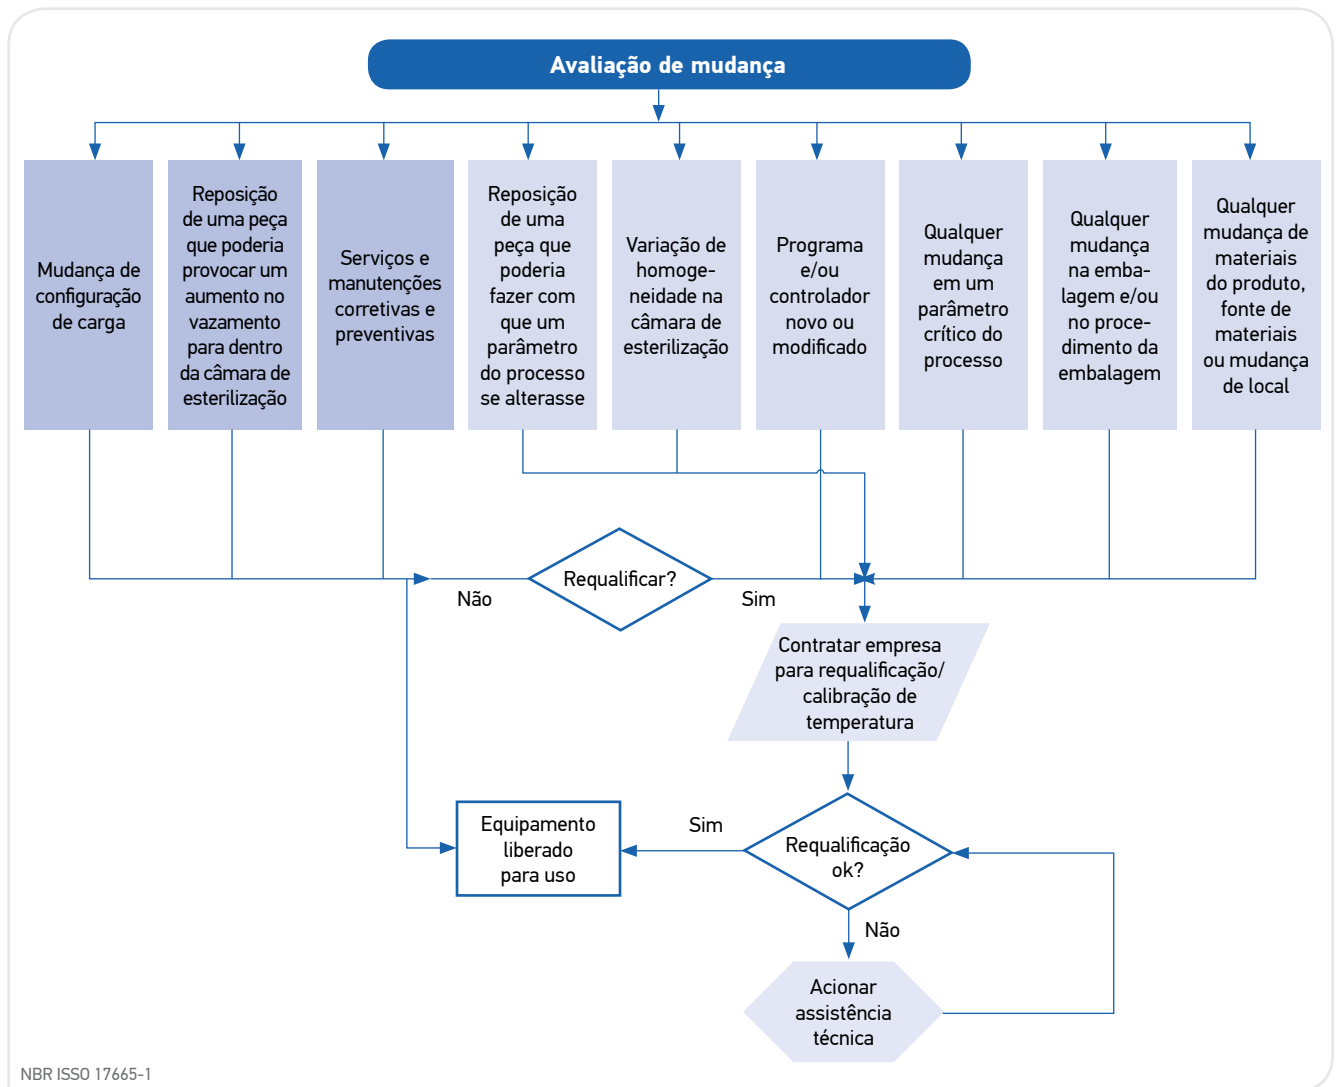 Avaliação de mudança
Mudança de
configuração
de carga
Reposição
de uma peça
que poderia
provocar um
aumento no
vazamento
para dentro
da câmara de
esterilização
Serviços e
manutenções
corretivas e
preventivas
Reposição
de uma
peça que
poderia
fazer com
que um
parâmetro
do processo
se alterasse
Variação de
homoge-
neidade na
câmara de
esterilização
Programa
e/ou
controlador
novo ou
modificado
Qualquer
mudança
em um
parâmetro
crítico do
processo
Qualquer
mudança
na emba-
lagem e/ou
no proce-
dimento da
embalagem
Qualquer
mudança de
materiais
do produto,
fonte de
materiais
ou mudança
de local
Requalificar?
Não
Sim
Contratar empresa
para requalificação/
calibração de
temperatura
Equipamento
liberado
para uso
Sim
Requalificação
ok?
Não
Acionar
assistência
técnica
NBR ISSO 17665-1